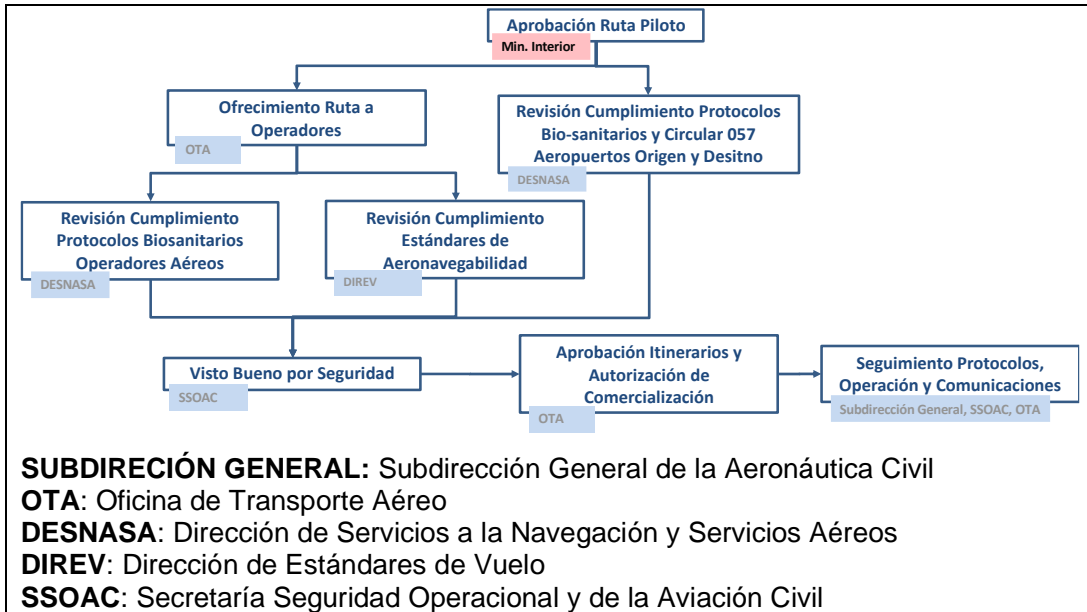 Aprobación Ruta Piloto
Min. Interior
Ofrecimiento Ruta a
Operadores
OTA
Revisión Cumplimiento Protocolos
Bio-sanitarios y Circular 057
Aeropuertos Origen y Desitno
DESNASA
Revisión Cumplimiento
Protocolos Biosanitarios
Operadores Aéreos
DESNASA
Revisión Cumplimiento
Estándares de
Aeronavegabilidad
DIREV
Visto Bueno por Seguridad
SSOAC
Aprobación Itinerarios y
Autorización de
Comercialización
OTA
Seguimiento Protocolos,
Operación y Comunicaciones
Subdirección General, SSOAC, OTA
SUBDIRECIÓN GENERAL: Subdirección General de la Aeronáutica Civil
OTA: Oficina de Transporte Aéreo
DESNASA: Dirección de Servicios a la Navegación y Servicios Aéreos
DIREV: Dirección de Estándares de Vuelo
SSOAC: Secretaría Seguridad Operacional y de la Aviación Civil